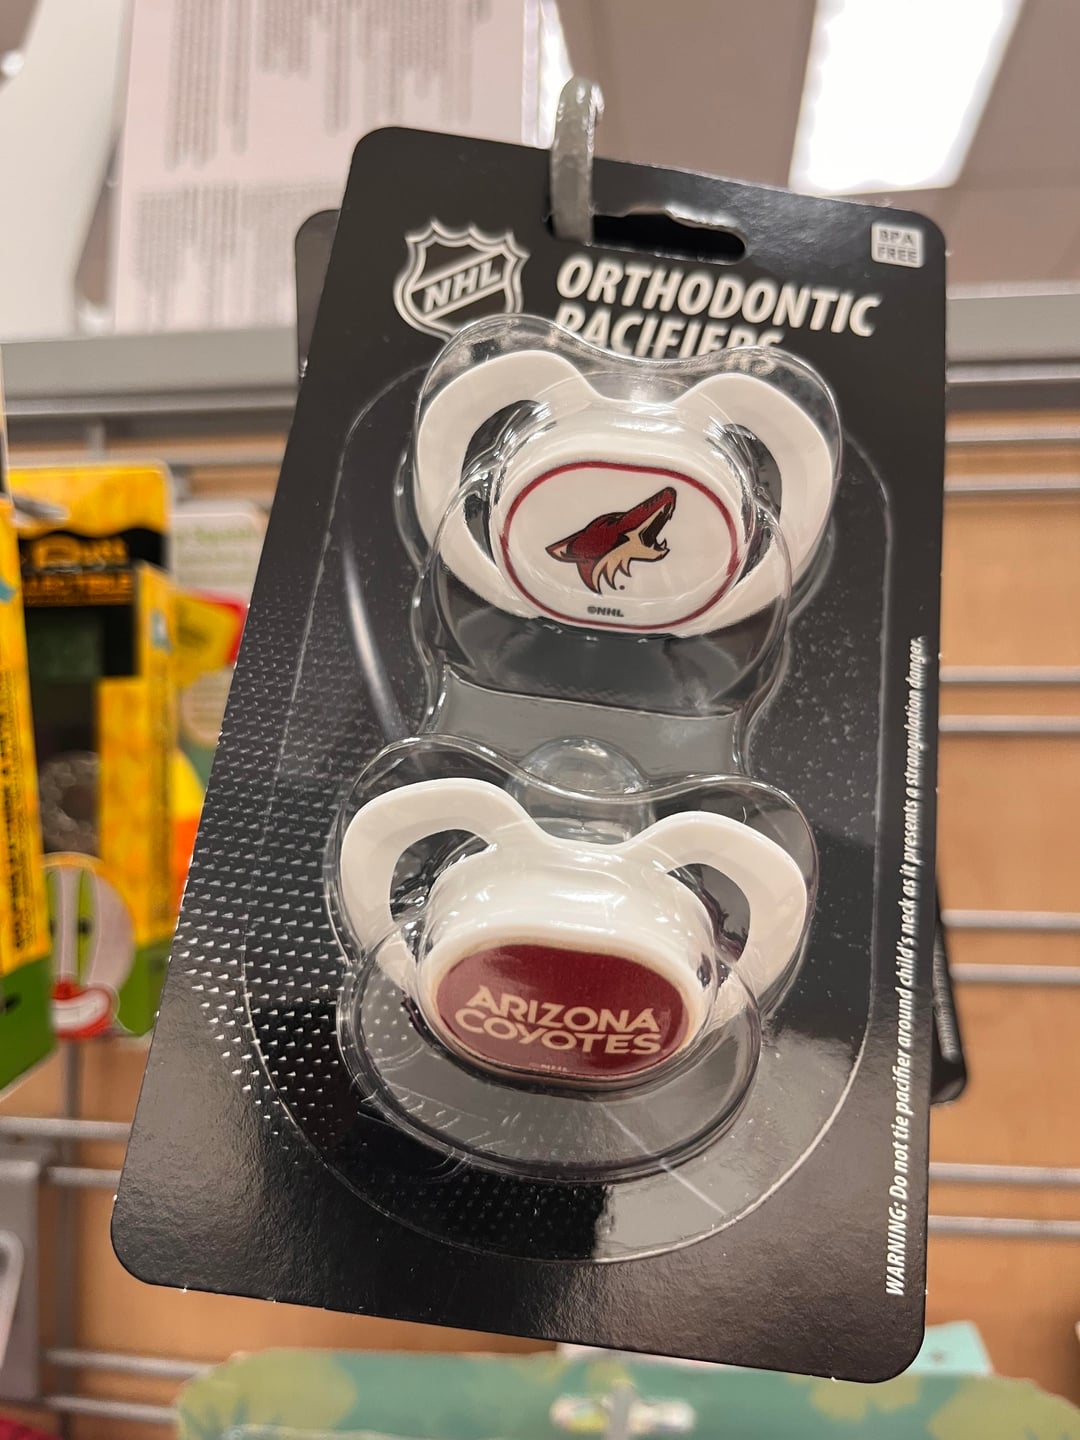 NHL
BPA
FREE
ORTHODONTIC
PACIFIERS
©NHL
ARIZONA
COYOTES
WARNING: Do not tie pacifier around child's neck as it presents a strangulation danger.